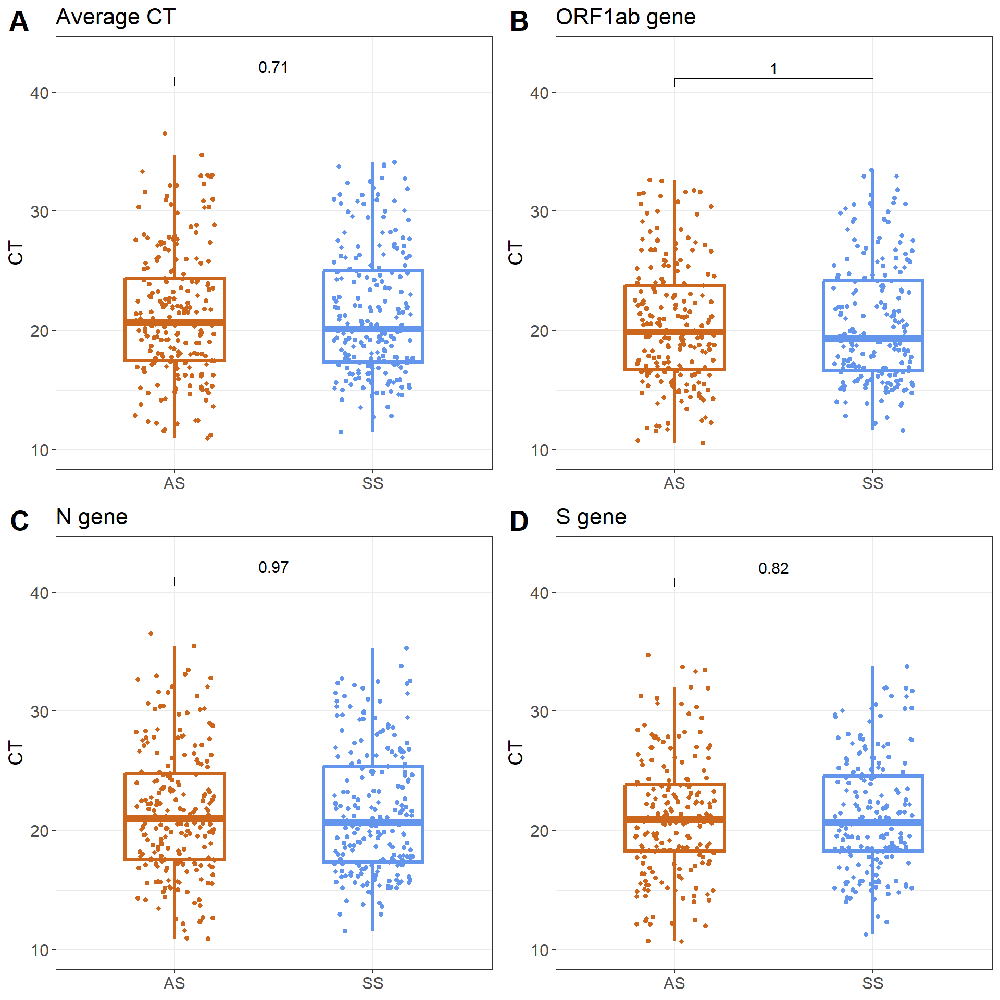 A Average CT
0.71
40
30
20
10
CT
AS SS
B ORF1ab gene
1
40
30
20
10
CT
AS SS
C N gene
0.97
40
30
20
10
CT
AS SS
D S gene
0.82
40
30
20
10
CT
AS SS